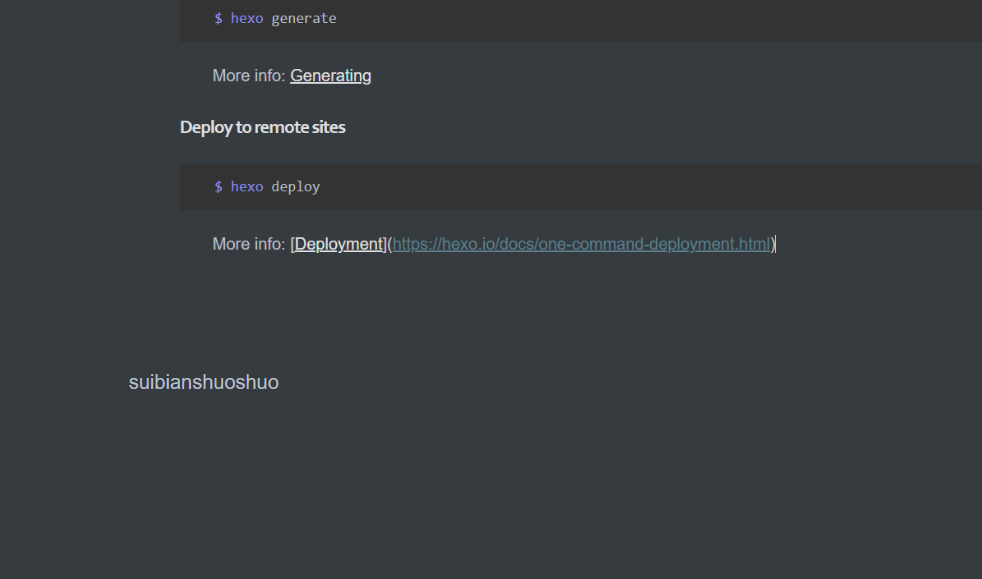 $ hexo generate
More info: Generating
Deploy to remote sites
$ hexo deploy
More info: [Deployment](https://hexo.io/docs/one-command-deployment.html)
suibianshuoshuo